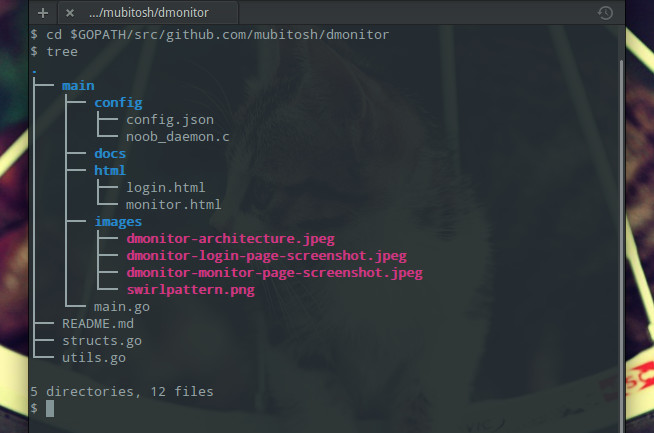 .../mubitosh/dmonitor
$ cd $GOPATH/src/github.com/mubitosh/dmonitor
$ tree
.
├── main
│   ├── config
│   │   ├── config.json
│   │   └── noob_daemon.c
│   ├── docs
│   ├── html
│   │   ├── login.html
│   │   └── monitor.html
│   ├── images
│   │   ├── dmonitor-architecture.jpeg
│   │   ├── dmonitor-login-page-screenshot.jpeg
│   │   ├── dmonitor-monitor-page-screenshot.jpeg
│   │   └── swirlpattern.png
│   └── main.go
├── README.md
├── structs.go
└── utils.go
5 directories, 12 files
$